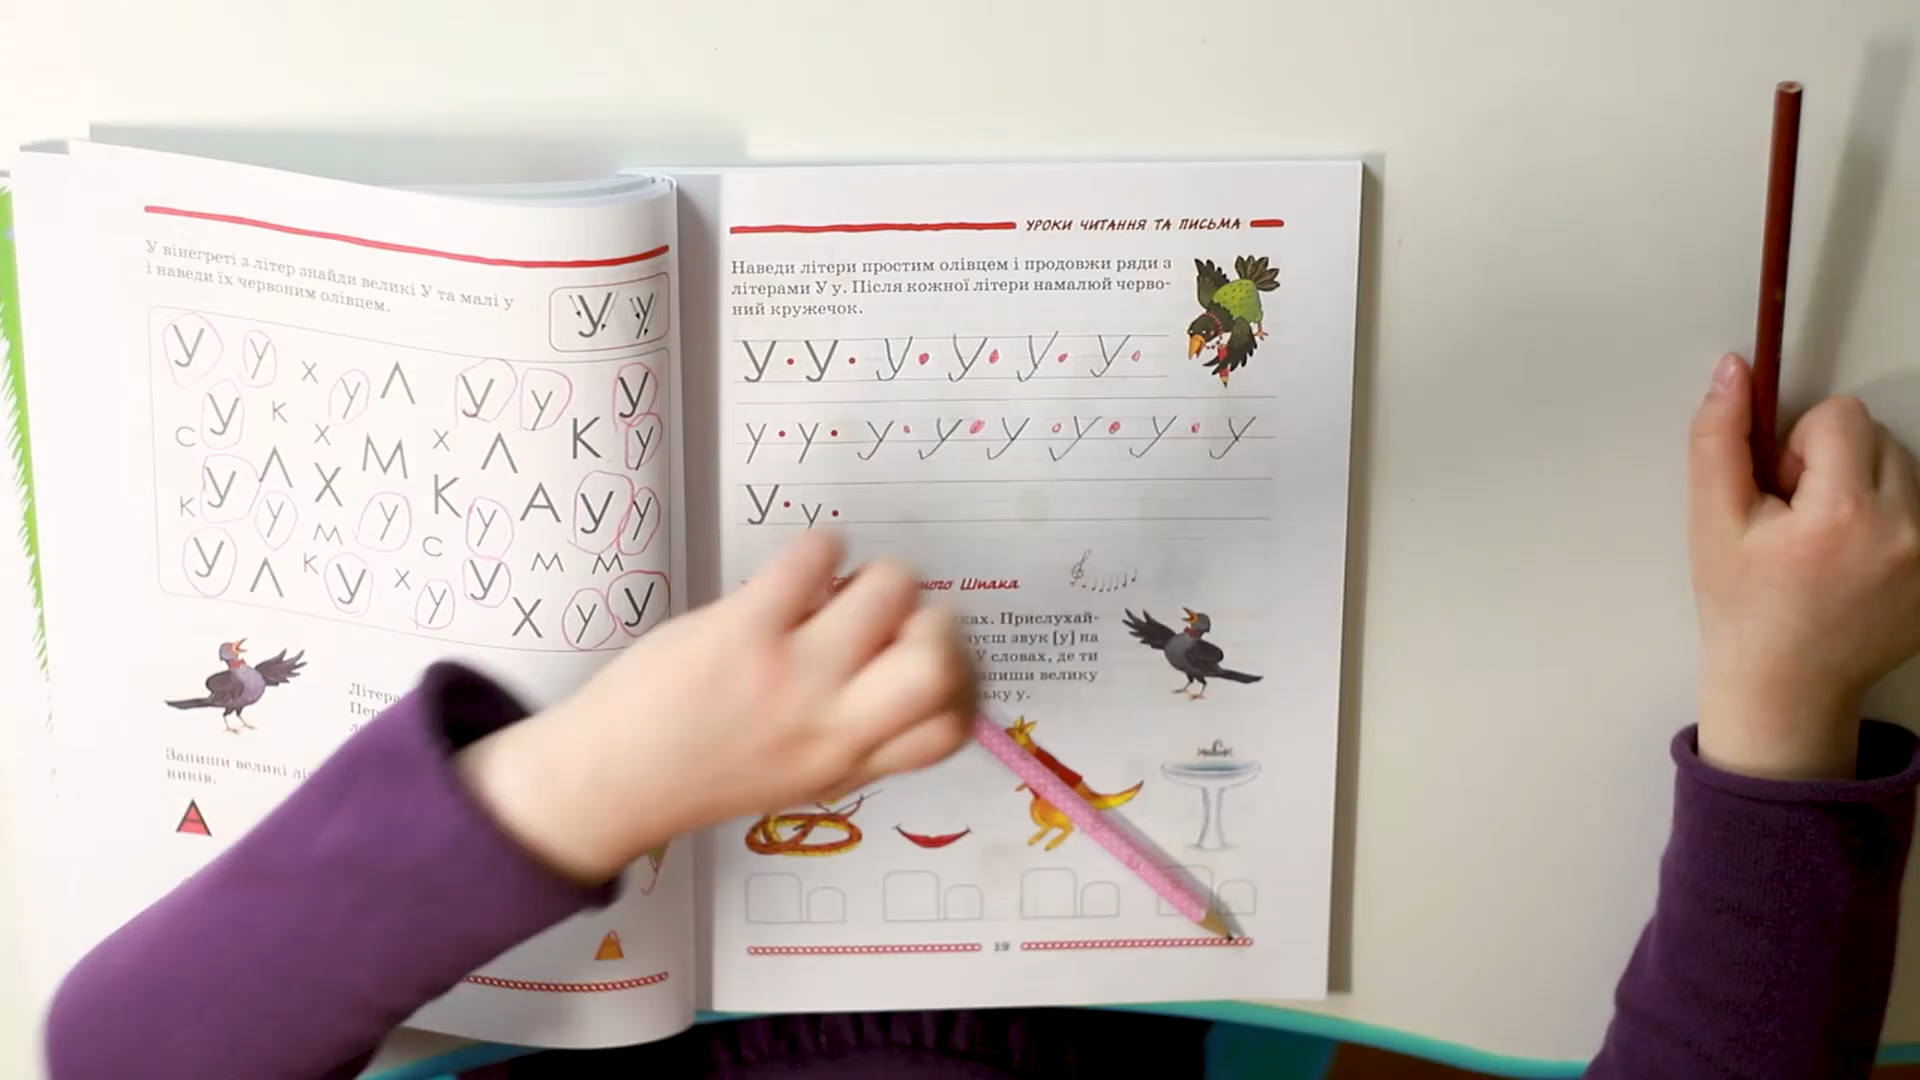 У вінегреті з літер знайди великі У та малі у
і наведи їх червоним олівцем.
У у
У у х у Л У у У
с У к х М х Л К у
к У Л Х у К у А У у
У у м с м м
Л к У х у У Х у У
Літера
Запиши великі лі
ників.
А
УРОКИ ЧИТАННЯ ТА ПИСЬМА
Наведи літери простим олівцем і продовжи ряди з
літерами У у. Після кожної літери намалюй черво-
ний кружечок.
У • У • У • У • У • У •
у • у • у • у • у • у • у • у
У • у •
Шпака
Прислухай-
звук [у] на
У словах, де ти
велику
у.
19